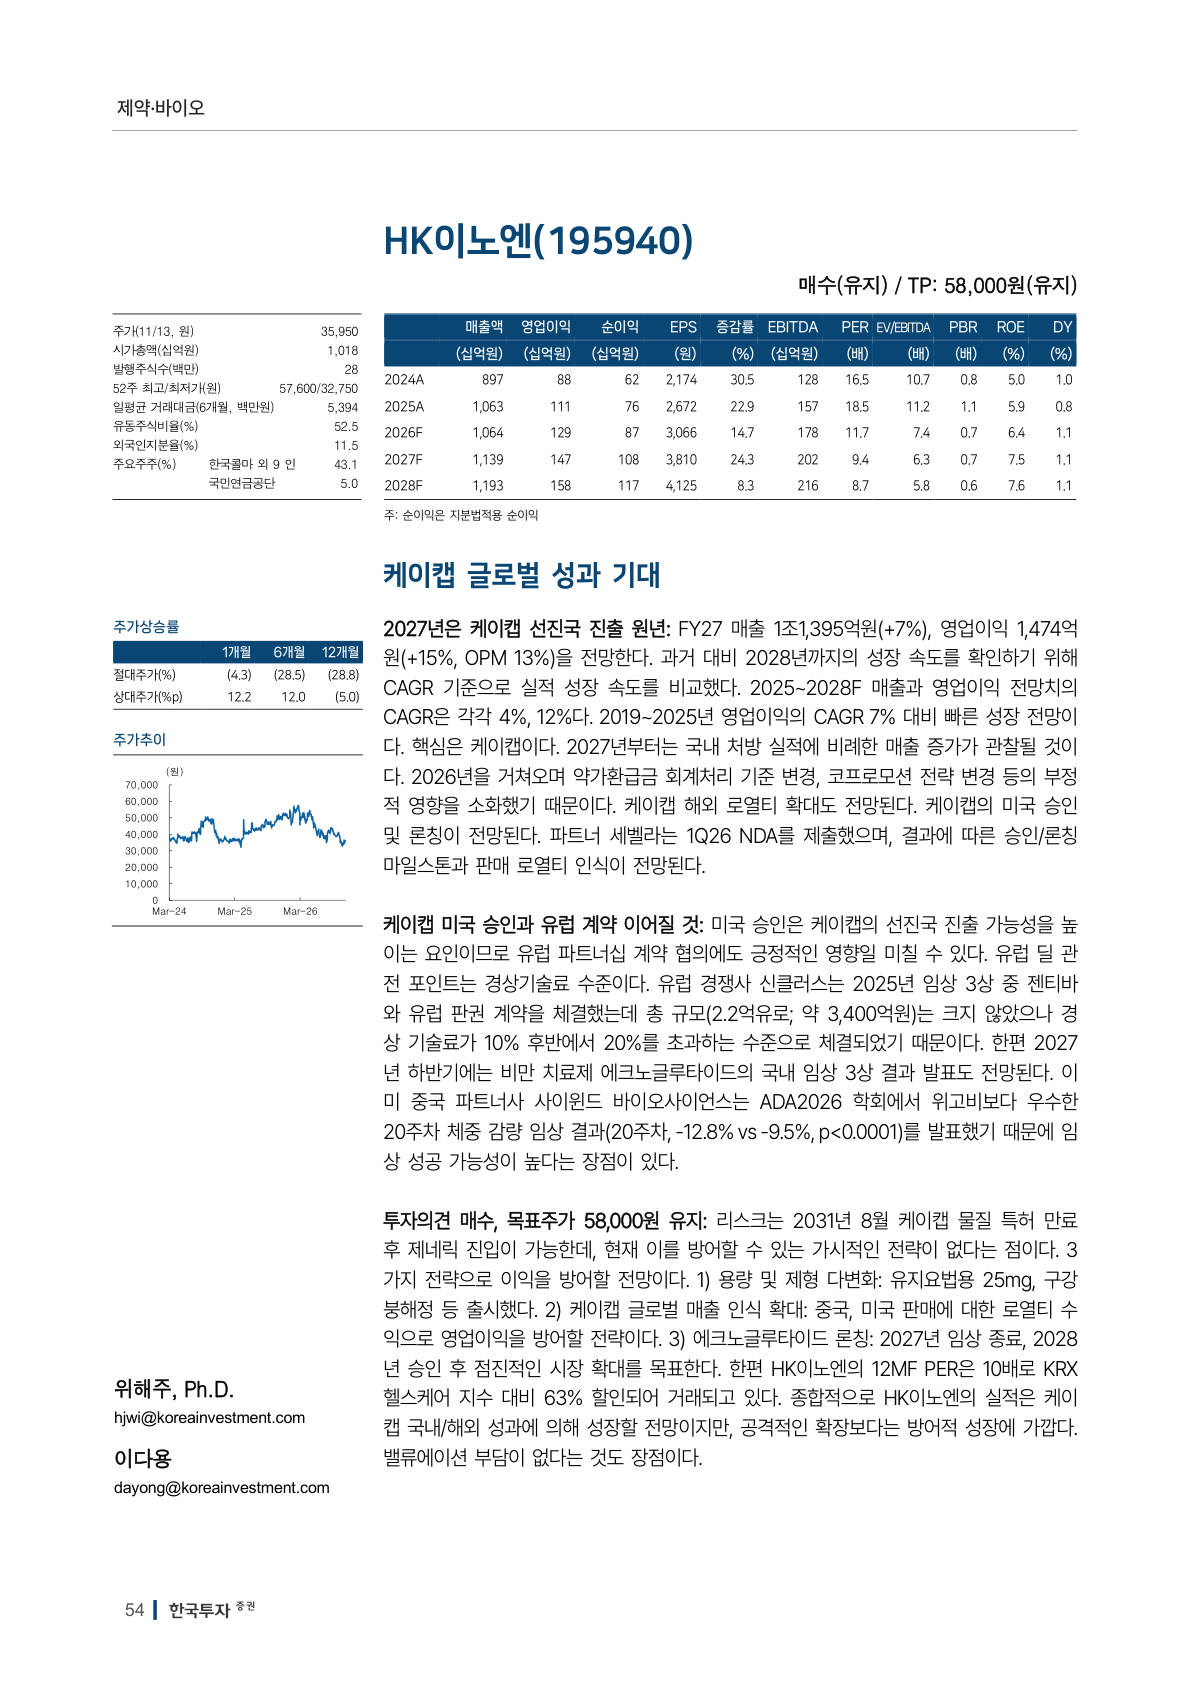 제약·바이오
HK이노엔(195940)
매수(유지) / TP: 58,000원(유지)
주가(11/13, 원) 35,950
시가총액(십억원) 1,018
발행주식수(백만) 28
52주 최고/최저가(원) 57,600/32,750
일평균 거래대금(6개월, 백만원) 5,394
유동주식비율(%) 52.5
외국인지분율(%) 11.5
주요주주(%) 한국콜마 외 9 인 43.1
국민연금공단 5.0
매출액 영업이익 순이익 EPS 증감률 EBITDA PER EV/EBITDA PBR ROE DY
(십억원) (십억원) (십억원) (원) (%) (십억원) (배) (배) (배) (%) (%)
2024A 897 88 62 2,174 30.5 128 16.5 10.7 0.8 5.0 1.0
2025A 1,063 111 76 2,672 22.9 157 18.5 11.2 1.1 5.9 0.8
2026F 1,064 129 87 3,066 14.7 178 11.7 7.4 0.7 6.4 1.1
2027F 1,139 147 108 3,810 24.3 202 9.4 6.3 0.7 7.5 1.1
2028F 1,193 158 117 4,125 8.3 216 8.7 5.8 0.6 7.6 1.1
주: 순이익은 지분법적용 순이익
케이캡 글로벌 성과 기대
주가상승률
1개월 6개월 12개월
절대주가(%) (4.3) (28.5) (28.8)
상대주가(%p) 12.2 12.0 (5.0)
주가추이
(원)
70,000
60,000
50,000
40,000
30,000
20,000
10,000
0
Mar-24 Mar-25 Mar-26
2027년은 케이캡 선진국 진출 원년: FY27 매출 1조1,395억원(+7%), 영업이익 1,474억
원(+15%, OPM 13%)을 전망한다. 과거 대비 2028년까지의 성장 속도를 확인하기 위해
CAGR 기준으로 실적 성장 속도를 비교했다. 2025~2028F 매출과 영업이익 전망치의
CAGR은 각각 4%, 12%다. 2019~2025년 영업이익의 CAGR 7% 대비 빠른 성장 전망이
다. 핵심은 케이캡이다. 2027년부터는 국내 처방 실적에 비례한 매출 증가가 관찰될 것이
다. 2026년을 거쳐오며 약가환급금 회계처리 기준 변경, 코프로모션 전략 변경 등의 부정
적 영향을 소화했기 때문이다. 케이캡 해외 로열티 확대도 전망된다. 케이캡의 미국 승인
및 론칭이 전망된다. 파트너 세벨라는 1Q26 NDA를 제출했으며, 결과에 따른 승인/론칭
마일스톤과 판매 로열티 인식이 전망된다.
케이캡 미국 승인과 유럽 계약 이어질 것: 미국 승인은 케이캡의 선진국 진출 가능성을 높
이는 요인이므로 유럽 파트너십 계약 협의에도 긍정적인 영향일 미칠 수 있다. 유럽 딜 관
전 포인트는 경상기술료 수준이다. 유럽 경쟁사 신클러스는 2025년 임상 3상 중 젠티바
와 유럽 판권 계약을 체결했는데 총 규모(2.2억유로; 약 3,400억원)는 크지 않았으나 경
상 기술료가 10% 후반에서 20%를 초과하는 수준으로 체결되었기 때문이다. 한편 2027
년 하반기에는 비만 치료제 에크노글루타이드의 국내 임상 3상 결과 발표도 전망된다. 이
미 중국 파트너사 사이윈드 바이오사이언스는 ADA2026 학회에서 위고비보다 우수한
20주차 체중 감량 임상 결과(20주차, -12.8% vs -9.5%, p<0.0001)를 발표했기 때문에 임
상 성공 가능성이 높다는 장점이 있다.
투자의견 매수, 목표주가 58,000원 유지: 리스크는 2031년 8월 케이캡 물질 특허 만료
후 제네릭 진입이 가능한데, 현재 이를 방어할 수 있는 가시적인 전략이 없다는 점이다. 3
가지 전략으로 이익을 방어할 전망이다. 1) 용량 및 제형 다변화: 유지요법용 25mg, 구강
붕해정 등 출시했다. 2) 케이캡 글로벌 매출 인식 확대: 중국, 미국 판매에 대한 로열티 수
익으로 영업이익을 방어할 전략이다. 3) 에크노글루타이드 론칭: 2027년 임상 종료, 2028
년 승인 후 점진적인 시장 확대를 목표한다. 한편 HK이노엔의 12MF PER은 10배로 KRX
헬스케어 지수 대비 63% 할인되어 거래되고 있다. 종합적으로 HK이노엔의 실적은 케이
캡 국내/해외 성과에 의해 성장할 전망이지만, 공격적인 확장보다는 방어적 성장에 가깝다.
밸류에이션 부담이 없다는 것도 장점이다.
위해주, Ph.D.
hjwi@koreainvestment.com
이다용
dayong@koreainvestment.com
54 한국투자 증권